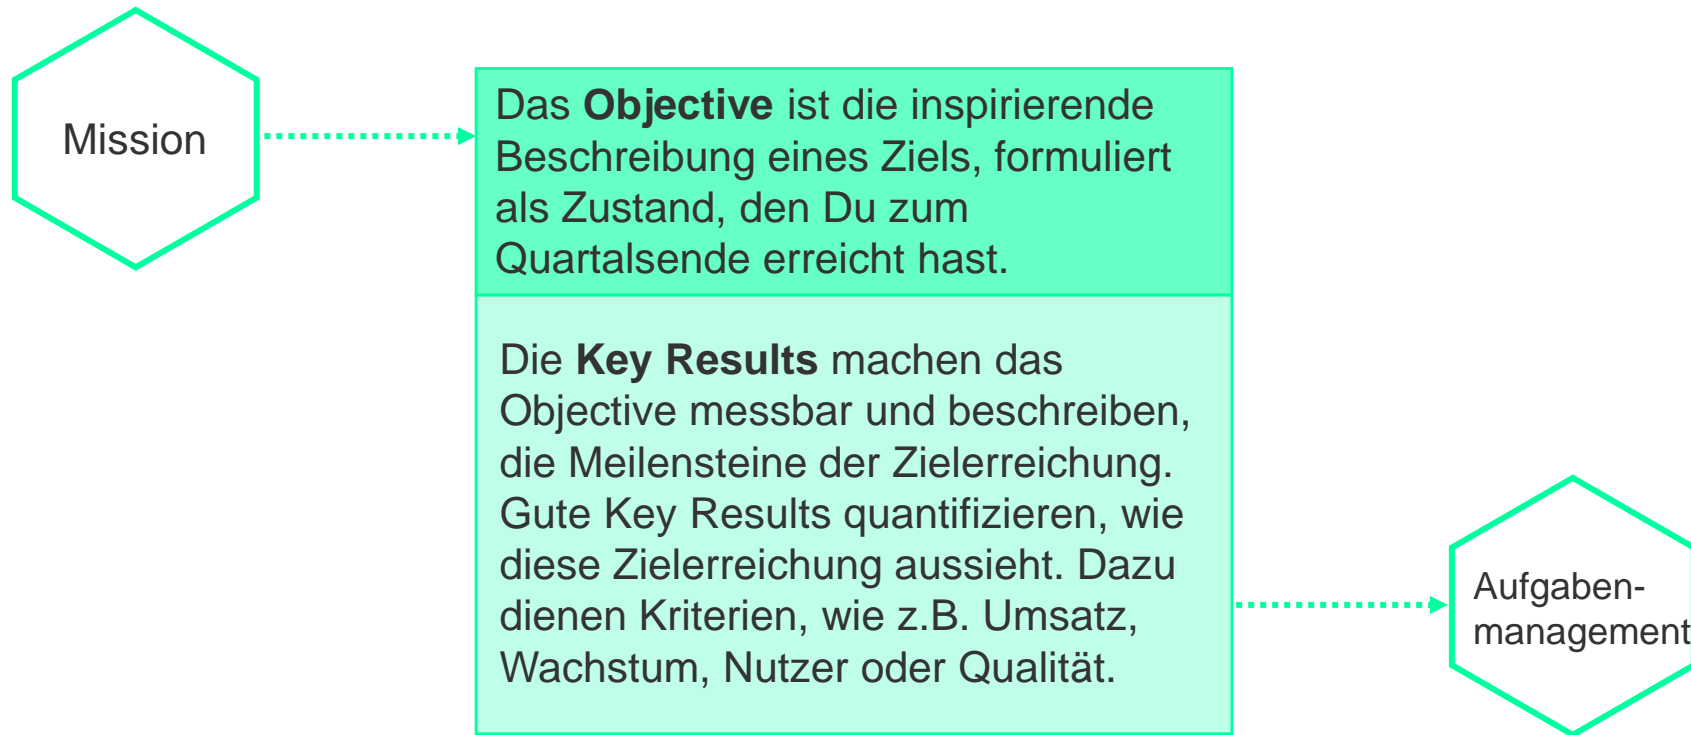 Mission
Das Objective ist die inspirierende
Beschreibung eines Ziels, formuliert
als Zustand, den Du zum
Quartalsende erreicht hast.
Die Key Results machen das
Objective messbar und beschreiben,
die Meilensteine der Zielerreichung.
Gute Key Results quantifizieren, wie
diese Zielerreichung aussieht. Dazu
dienen Kriterien, wie z.B. Umsatz,
Wachstum, Nutzer oder Qualität.
Aufgaben-
management